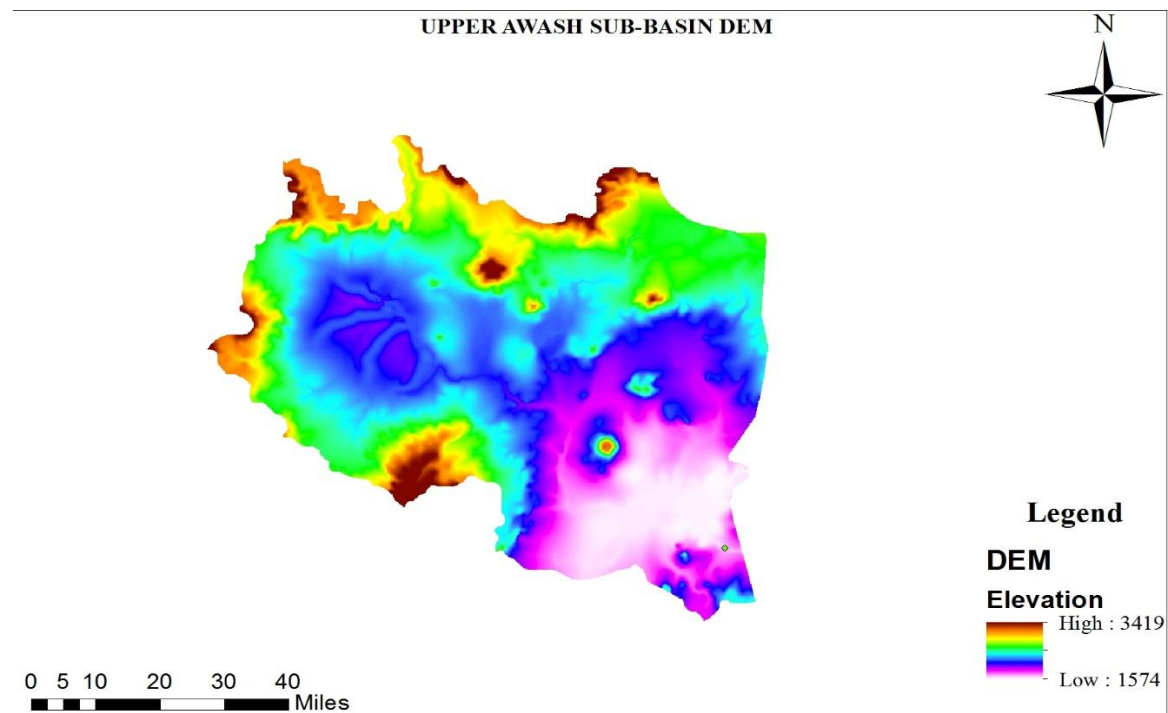 UPPER AWASH SUB-BASIN DEM
N
Legend
DEM
Elevation
High : 3419
Low : 1574
0 5 10 20 30 40
Miles